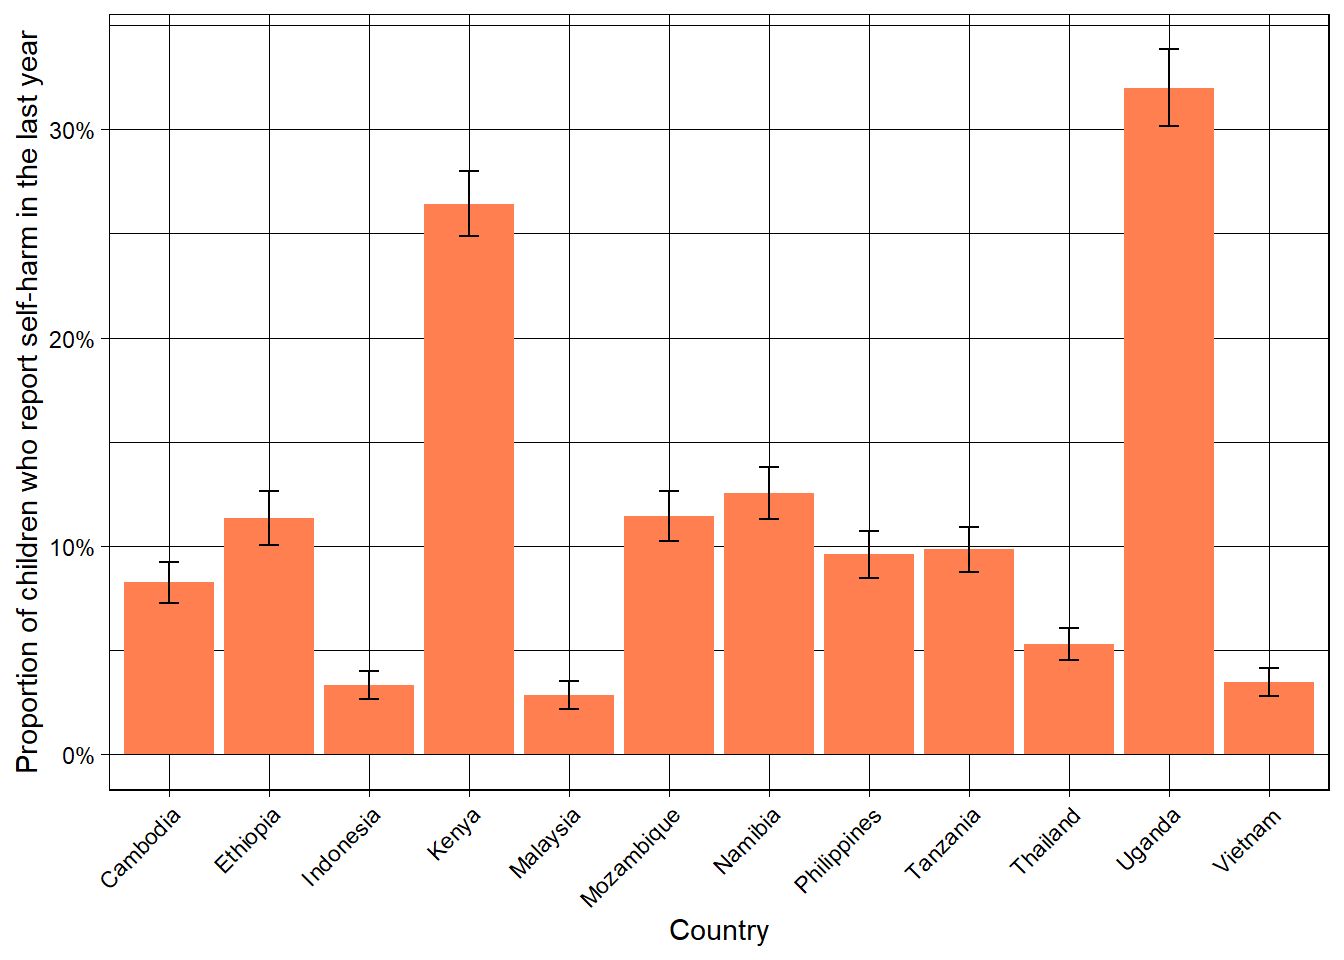 Proportion of children who report self-harm in the last year
30%
20%
10%
0%
Cambodia
Ethiopia
Indonesia
Kenya
Malaysia
Mozambique
Namibia
Philippines
Tanzania
Thailand
Uganda
Vietnam
Country